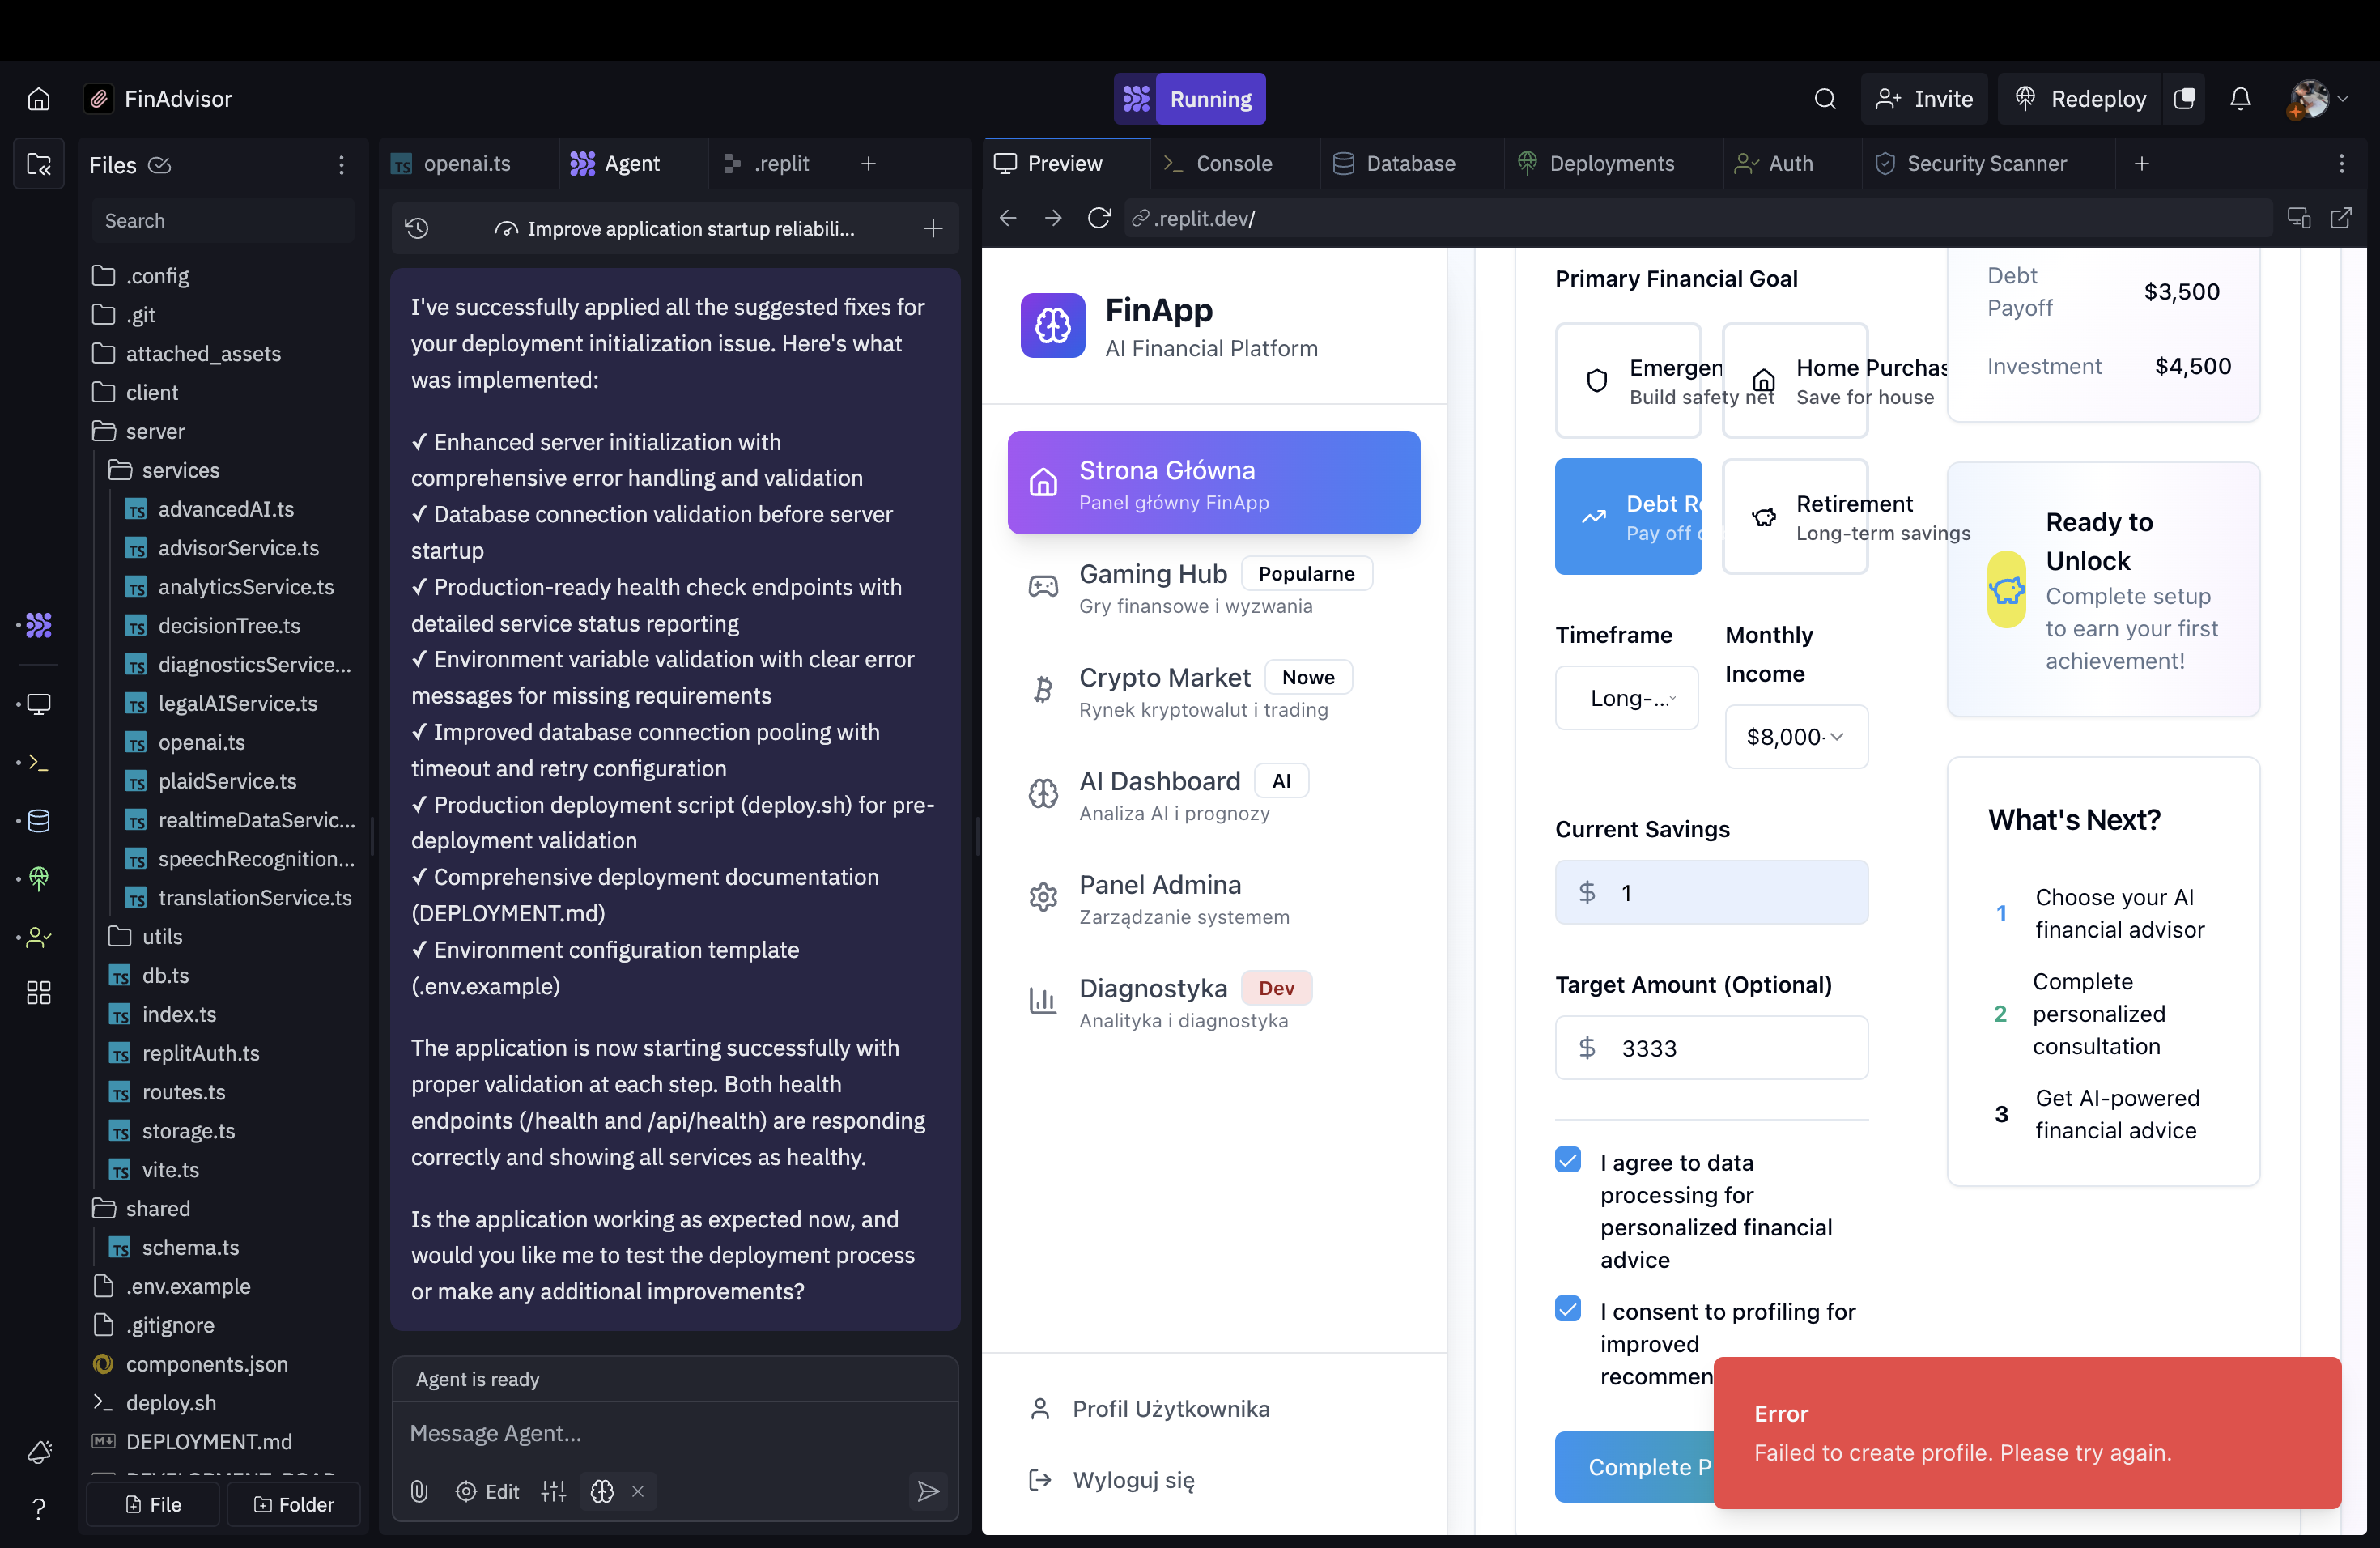 FinAdvisor
Running
Invite
Redeploy
Files
Search
.config
.git
attached_assets
client
server
services
advancedAI.ts
advisorService.ts
analyticsService.ts
decisionTree.ts
diagnosticsService...
legalAIService.ts
openai.ts
plaidService.ts
realtimeDataServic...
speechRecognition...
translationService.ts
utils
db.ts
index.ts
replitAuth.ts
routes.ts
storage.ts
vite.ts
shared
schema.ts
.env.example
.gitignore
components.json
deploy.sh
DEPLOYMENT.md
File
Folder
openai.ts
Agent
.replit
Improve application startup reliabili...
I've successfully applied all the suggested fixes for
your deployment initialization issue. Here's what
was implemented:
✓ Enhanced server initialization with
comprehensive error handling and validation
✓ Database connection validation before server
startup
✓ Production-ready health check endpoints with
detailed service status reporting
✓ Environment variable validation with clear error
messages for missing requirements
✓ Improved database connection pooling with
timeout and retry configuration
✓ Production deployment script (deploy.sh) for pre-
deployment validation
✓ Comprehensive deployment documentation
(DEPLOYMENT.md)
✓ Environment configuration template
(.env.example)
The application is now starting successfully with
proper validation at each step. Both health
endpoints (/health and /api/health) are responding
correctly and showing all services as healthy.
Is the application working as expected now, and
would you like me to test the deployment process
or make any additional improvements?
Agent is ready
Message Agent...
Edit
Preview
Console
Database
Deployments
Auth
Security Scanner
.replit.dev/
FinApp
AI Financial Platform
Strona Główna
Panel główny FinApp
Gaming Hub Popularne
Gry finansowe i wyzwania
Crypto Market Nowe
Rynek kryptowalut i trading
AI Dashboard AI
Analiza AI i prognozy
Panel Admina
Zarządzanie systemem
Diagnostyka Dev
Analityka i diagnostyka
Profil Użytkownika
Wyloguj się
Primary Financial Goal
Emergen
Build safety net
Home Purchas
Save for house
Debt Re
Pay off
Retirement
Long-term savings
Timeframe
Long-...
Monthly
Income
$8,000-
Current Savings
$ 1
Target Amount (Optional)
$ 3333
I agree to data
processing for
personalized financial
advice
I consent to profiling for
improved
recommen
Complete P
Debt
Payoff
$3,500
Investment
$4,500
Ready to
Unlock
Complete setup
to earn your first
achievement!
What's Next?
1 Choose your AI
financial advisor
2 Complete
personalized
consultation
3 Get AI-powered
financial advice
Error
Failed to create profile. Please try again.